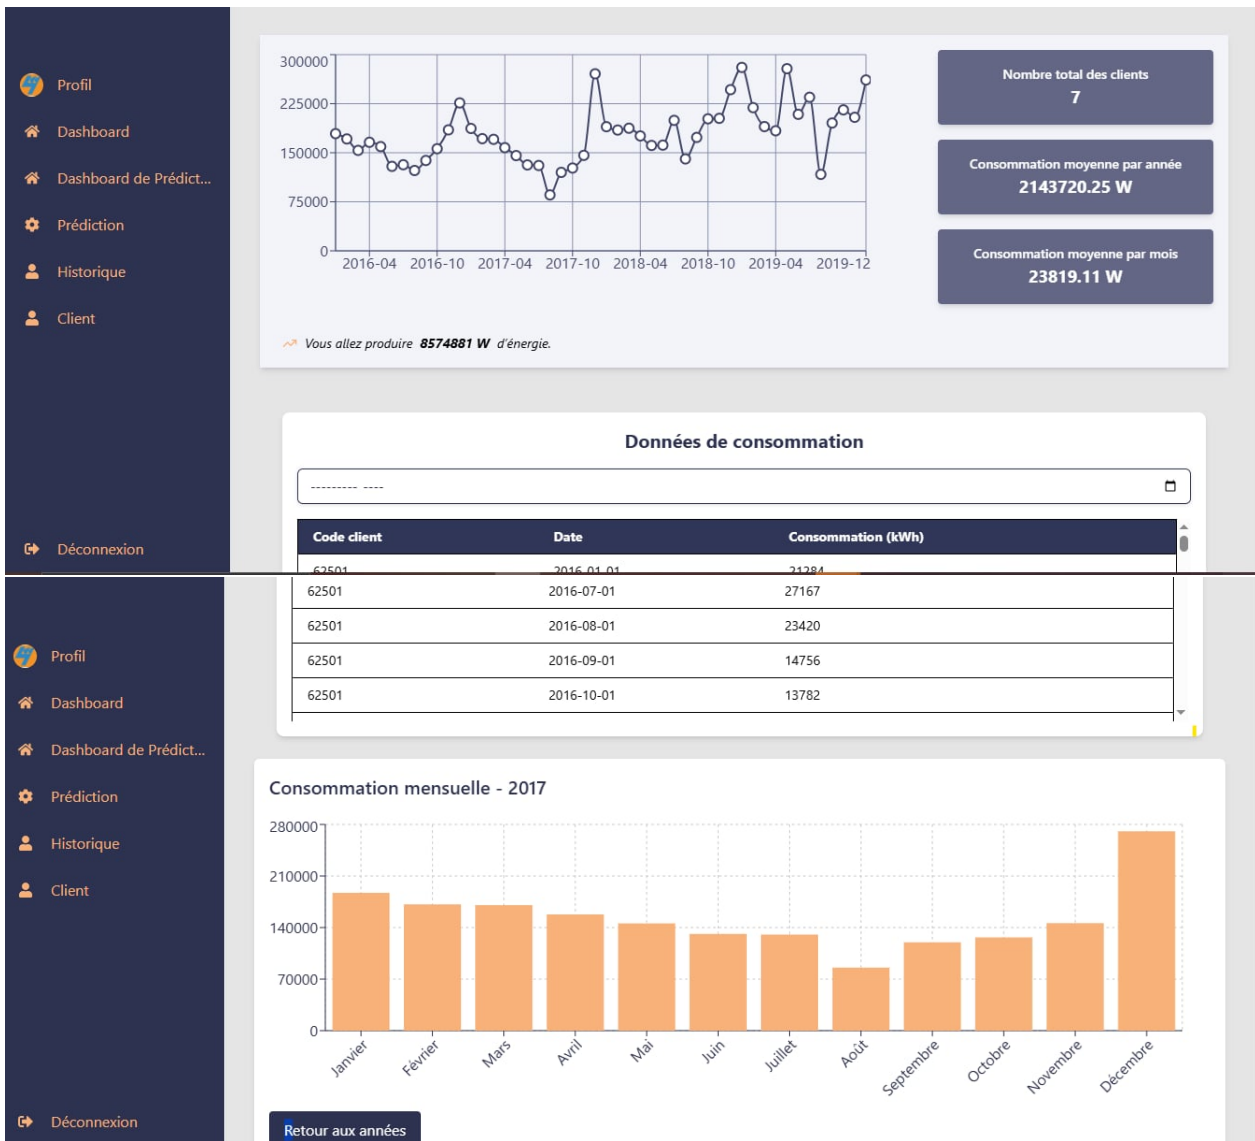 Profil
Dashboard
Dashboard de Prédict...
Prédiction
Historique
Client
Déconnexion
300000
225000
150000
75000
0
2016-04 2016-10 2017-04 2017-10 2018-04 2018-10 2019-04 2019-12
Vous allez produire 8574881 W d'énergie.
Nombre total des clients
7
Consommation moyenne par année
2143720.25 W
Consommation moyenne par mois
23819.11 W
Données de consommation
--------- ----
Code client Date Consommation (kWh)
62501 2016-01-01 21284
Profil
Dashboard
Dashboard de Prédict...
Prédiction
Historique
Client
Déconnexion
62501 2016-07-01 27167
62501 2016-08-01 23420
62501 2016-09-01 14756
62501 2016-10-01 13782
Consommation mensuelle - 2017
280000
210000
140000
70000
0
Janvier Février Mars Avril Mai Juin Juillet Août Septembre Octobre Novembre Décembre
Retour aux années